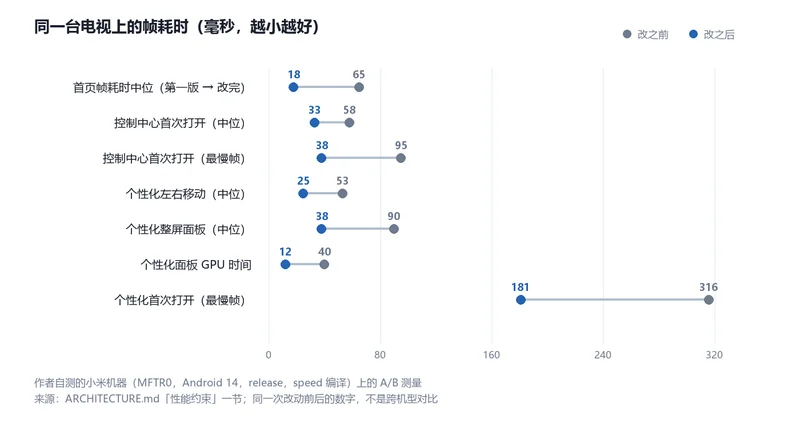 同一台电视上的帧耗时（毫秒，越小越好）
改之前 改之后
首页帧耗时中位（第一版 → 改完） 18 65
控制中心首次打开（中位） 33 58
控制中心首次打开（最慢帧） 38 95
个性化左右移动（中位） 25 53
个性化整屏面板（中位） 38 90
个性化面板 GPU 时间 12 40
个性化首次打开（最慢帧） 181 316
0 80 160 240 320
作者自测的小米机器（MFTR0，Android 14，release，speed 编译）上的 A/B 测量
来源：ARCHITECTURE.md「性能约束」一节；同一次改动前后的数字，不是跨机型对比